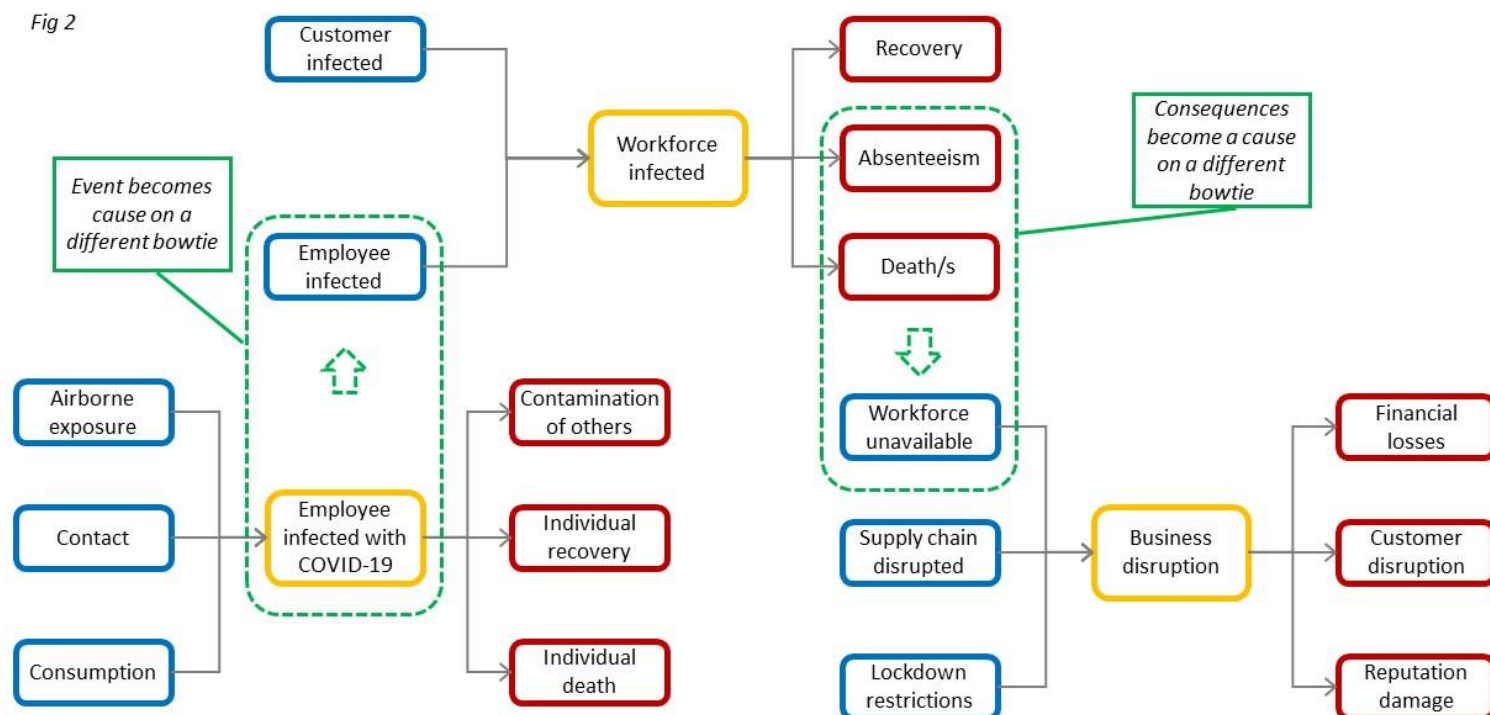 Fig 2
Customer
infected
Recovery
Workforce
infected
Absenteeism
Consequences
become a cause
on a different
bowtie
Event becomes
cause on a
different bowtie
Employee
infected
Death/s
Airborne
exposure
Contamination
of others
Workforce
unavailable
Financial
losses
Contact
Employee
infected with
COVID-19
Individual
recovery
Supply chain
disrupted
Business
disruption
Customer
disruption
Consumption
Individual
death
Lockdown
restrictions
Reputation
damage